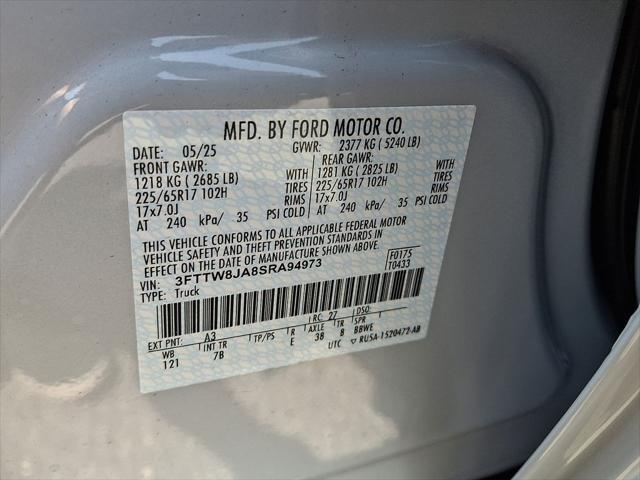 MFD. BY FORD MOTOR CO.
DATE: 05/25 GVWR: 2377 KG ( 5240 LB)
FRONT GAWR: REAR GAWR:
1218 KG ( 2685 LB) 1281 KG ( 2825 LB)
225/65R17 102H TIRES 225/65R17 102H TIRES
17x7.0J RIMS 17x7.0J RIMS
AT 240 kPa/ 35 PSI COLD AT 240 kPa/ 35 PSI COLD
THIS VEHICLE CONFORMS TO ALL APPLICABLE FEDERAL MOTOR
VEHICLE SAFETY AND THEFT PREVENTION STANDARDS IN
EFFECT ON THE DATE OF MANUFACTURE SHOWN ABOVE.
VIN: 3FTTW8JA8SRA94973 F0175
TYPE: Truck T0433
EXT PNT: A3 RC: 27 DSO:
WB INT TR TP/PS R AXLE TR SPR
121 7B E 3B 8 BBWE
UTC ▽ RU5A-1520472-AB